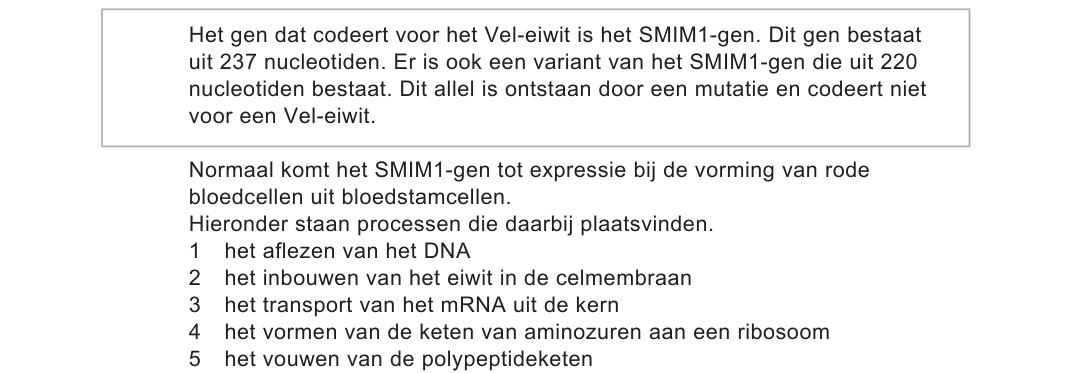 Het gen dat codeert voor het Vel-eiwit is het SMIM1-gen. Dit gen bestaat
uit 237 nucleotiden. Er is ook een variant van het SMIM1-gen die uit 220
nucleotiden bestaat. Dit allel is ontstaan door een mutatie en codeert niet
voor een Vel-eiwit.
Normaal komt het SMIM1-gen tot expressie bij de vorming van rode
bloedcellen uit bloedstamcellen.
Hieronder staan processen die daarbij plaatsvinden.
1 het aflezen van het DNA
2 het inbouwen van het eiwit in de celmembraan
3 het transport van het mRNA uit de kern
4 het vormen van de keten van aminozuren aan een ribosoom
5 het vouwen van de polypeptideketen